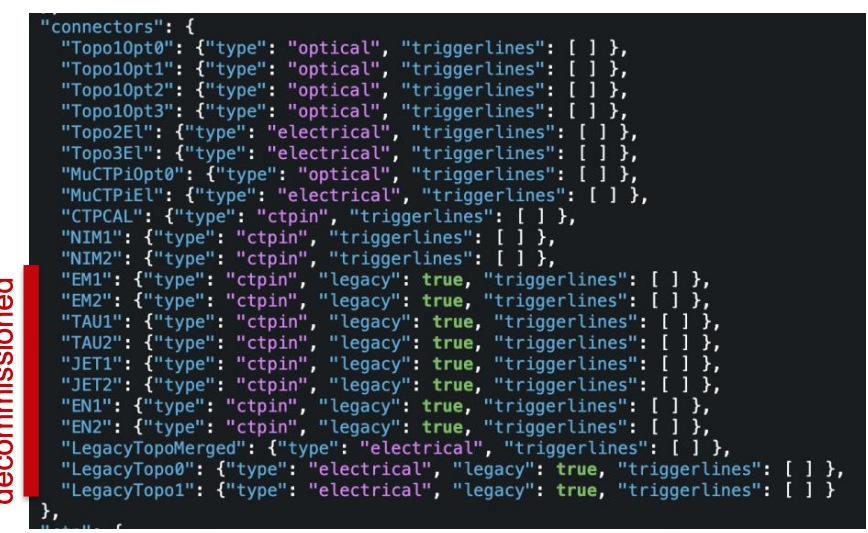 "connectors": {
"Topo1Opt0": {"type": "optical", "triggerlines": [ ] },
"Topo1Opt1": {"type": "optical", "triggerlines": [ ] },
"Topo1Opt2": {"type": "optical", "triggerlines": [ ] },
"Topo1Opt3": {"type": "optical", "triggerlines": [ ] },
"Topo2El": {"type": "electrical", "triggerlines": [ ] },
"Topo3El": {"type": "electrical", "triggerlines": [ ] },
"MuCTPiOpt0": {"type": "optical", "triggerlines": [ ] },
"MuCTPiEl": {"type": "electrical", "triggerlines": [ ] },
"CTPCAL": {"type": "ctpin", "triggerlines": [ ] },
"NIM1": {"type": "ctpin", "triggerlines": [ ] },
"NIM2": {"type": "ctpin", "triggerlines": [ ] },
"EM1": {"type": "ctpin", "legacy": true, "triggerlines": [ ] },
"EM2": {"type": "ctpin", "legacy": true, "triggerlines": [ ] },
"TAU1": {"type": "ctpin", "legacy": true, "triggerlines": [ ] },
"TAU2": {"type": "ctpin", "legacy": true, "triggerlines": [ ] },
"JET1": {"type": "ctpin", "legacy": true, "triggerlines": [ ] },
"JET2": {"type": "ctpin", "legacy": true, "triggerlines": [ ] },
"EN1": {"type": "ctpin", "legacy": true, "triggerlines": [ ] },
"EN2": {"type": "ctpin", "legacy": true, "triggerlines": [ ] },
"LegacyTopoMerged": {"type": "electrical", "triggerlines": [ ] },
"LegacyTopo0": {"type": "electrical", "legacy": true, "triggerlines": [ ] },
"LegacyTopo1": {"type": "electrical", "legacy": true, "triggerlines": [ ] }
},
decommissioned